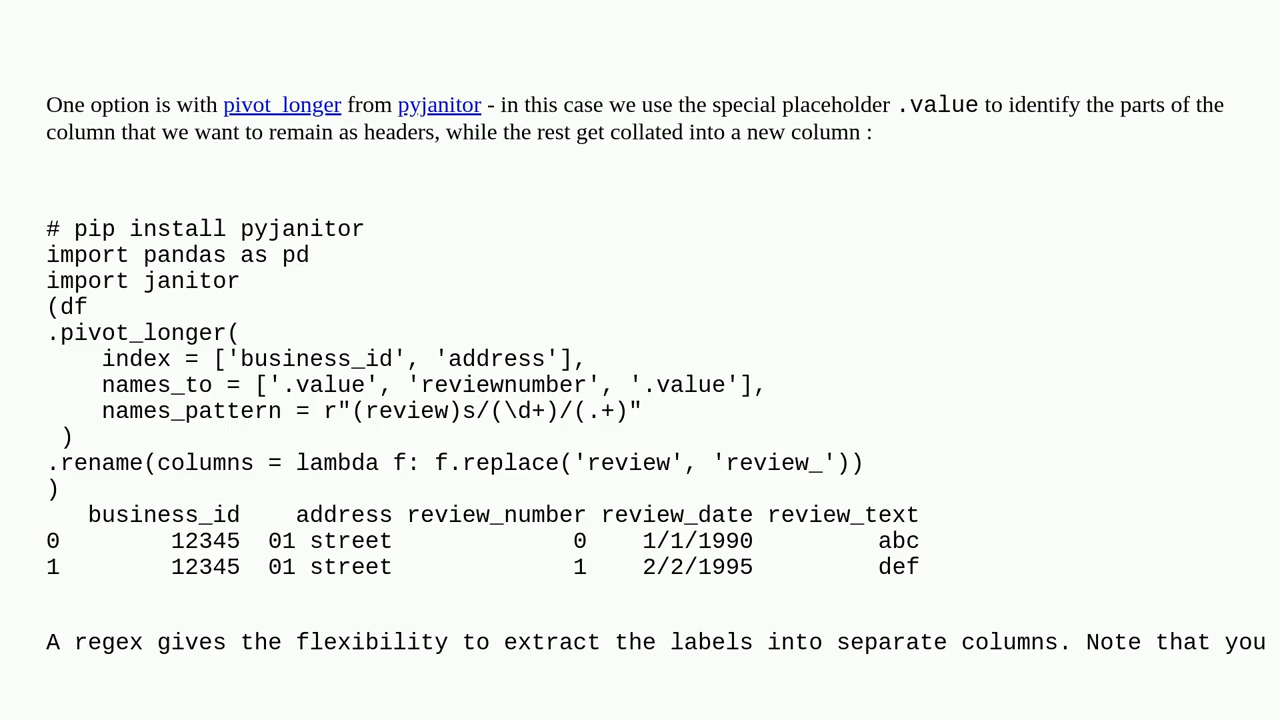 One option is with pivot_longer from pyjanitor - in this case we use the special placeholder .value to identify the parts of the
column that we want to remain as headers, while the rest get collated into a new column :
# pip install pyjanitor
import pandas as pd
import janitor
(df
.pivot_longer(
    index = ['business_id', 'address'],
    names_to = ['.value', 'reviewnumber', '.value'],
    names_pattern = r"(review)s/(\d+)/(.+)"
 )
.rename(columns = lambda f: f.replace('review', 'review_'))
)
   business_id    address review_number review_date review_text
0        12345  01 street             0    1/1/1990         abc
1        12345  01 street             1    2/2/1995         def
A regex gives the flexibility to extract the labels into separate columns. Note that you